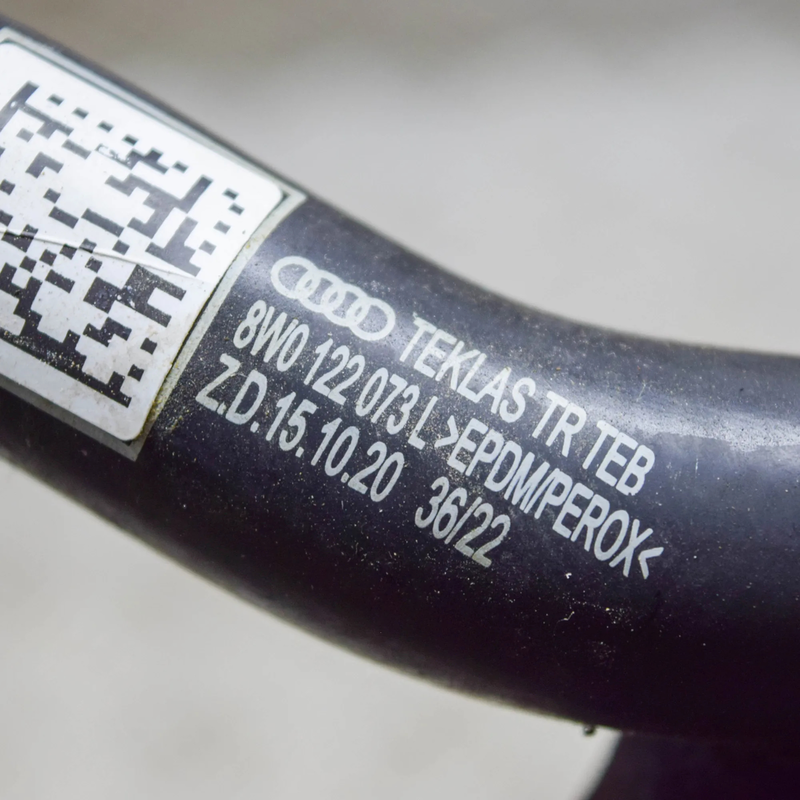 TEKLAS TR TEB
8W0 122 073 L >EPDM/PEROX<
Z.D.15.10.20 36/22